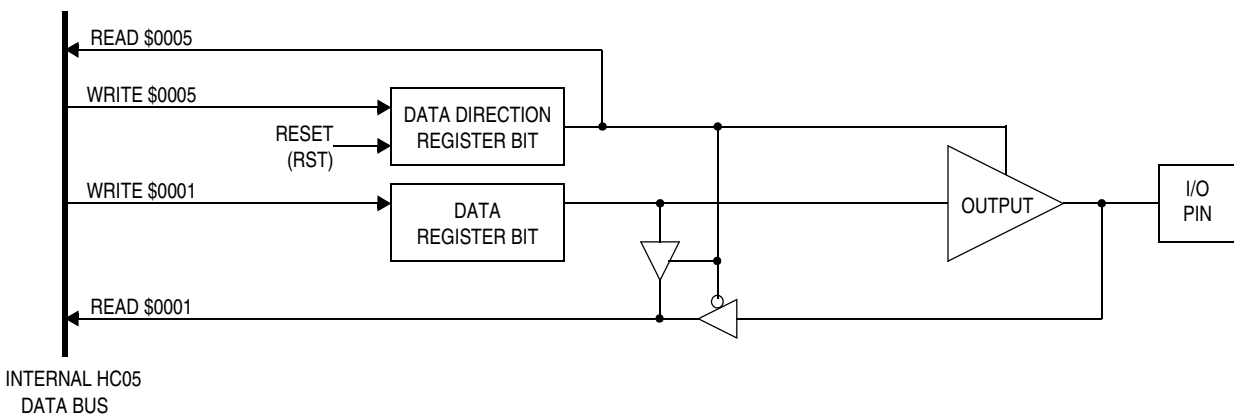 READ $0005
WRITE $0005
DATA DIRECTION
REGISTER BIT
RESET
(RST)
WRITE $0001
DATA
REGISTER BIT
OUTPUT
I/O
PIN
READ $0001
INTERNAL HC05
DATA BUS